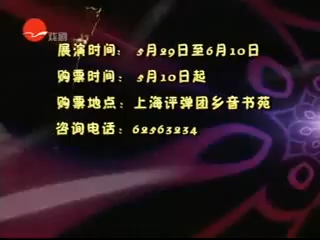 戏剧
展演时间： 5月29日至6月10日
购票时间： 5月10日起
购票地点：上海评弹团乡音书苑
咨询电话：62563234